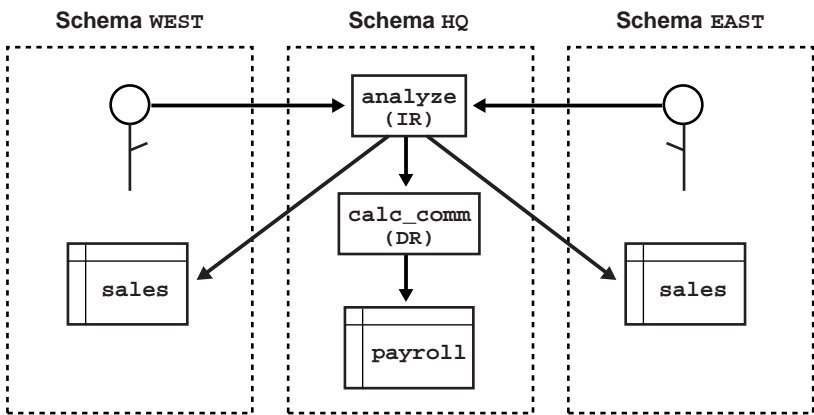 Schema WEST
Schema HQ
Schema EAST
analyze
(IR)
calc_comm
(DR)
sales
payroll
sales